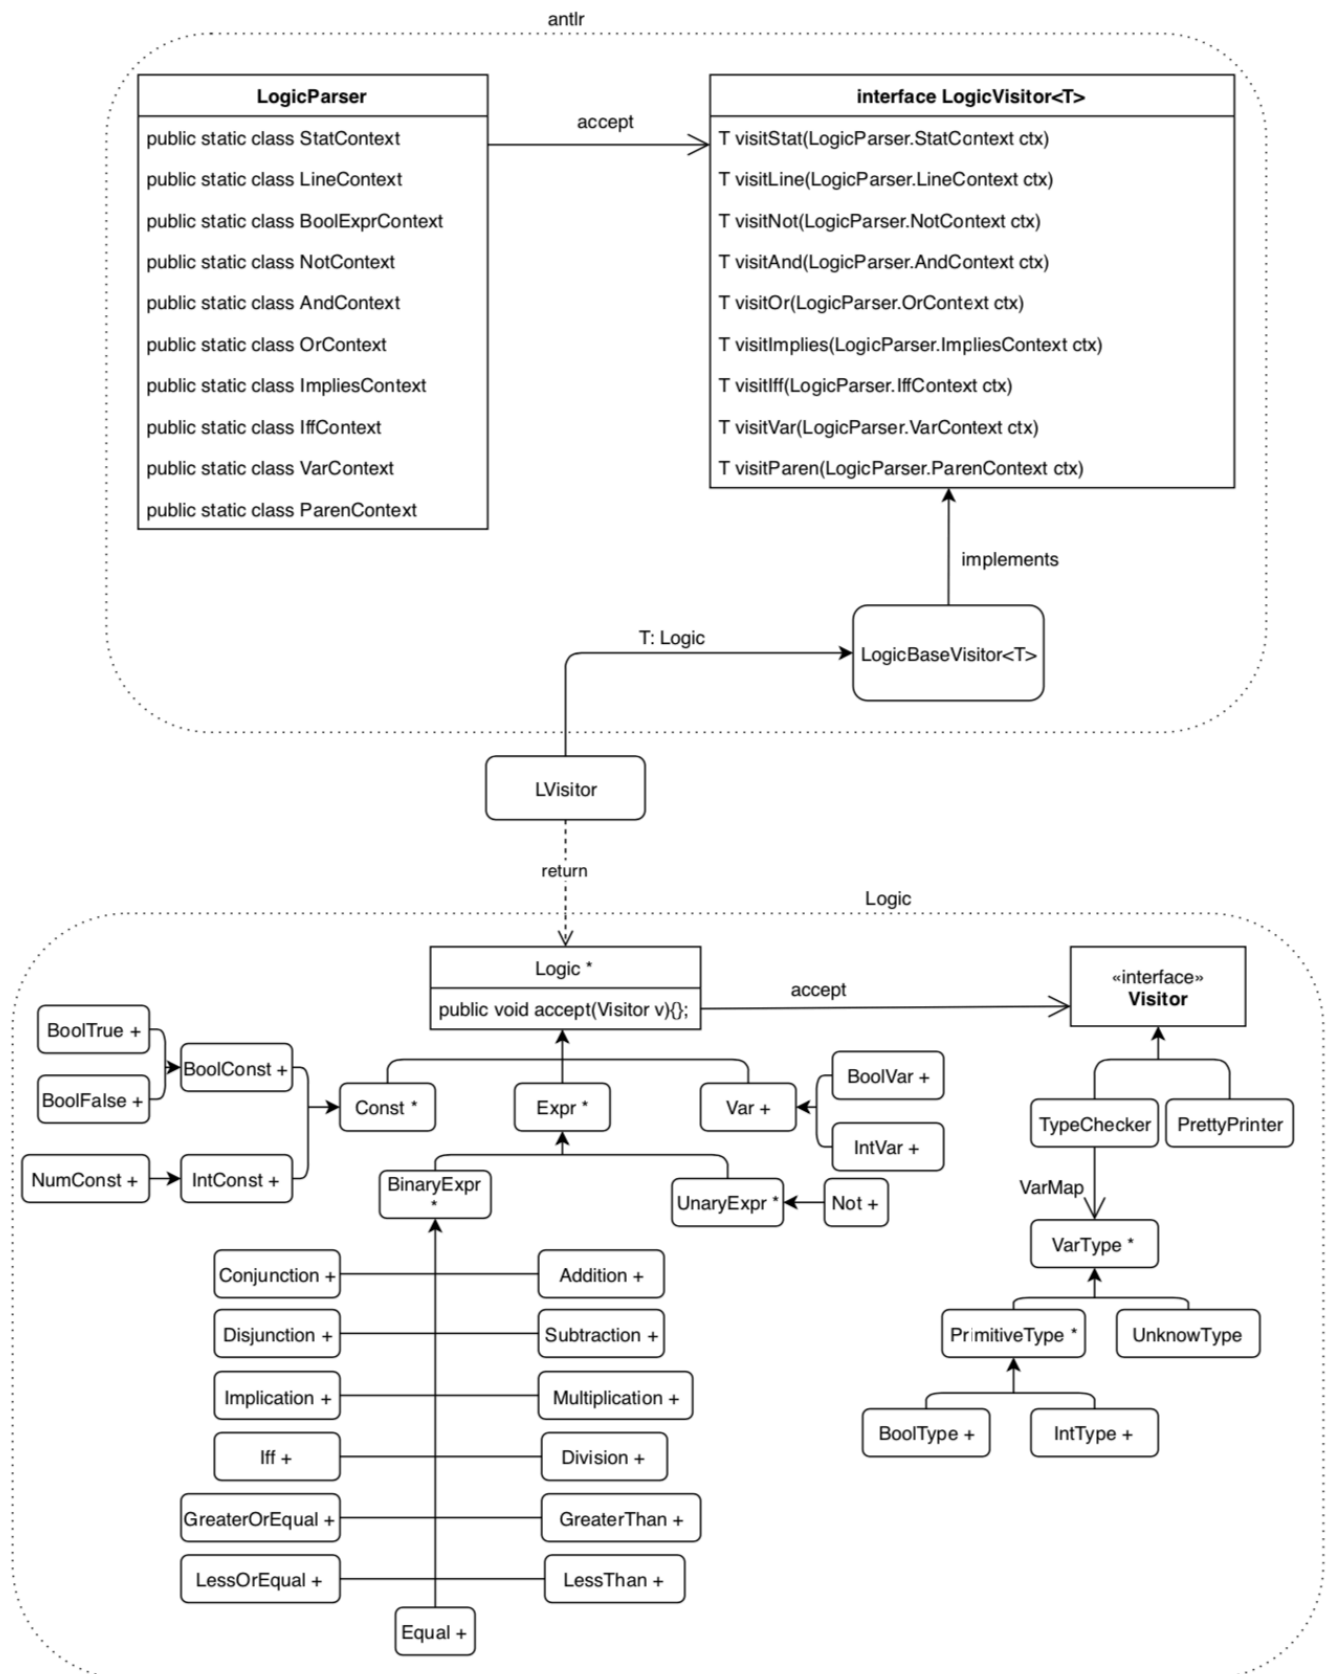 antlr
LogicParser
public static class StatContext
public static class LineContext
public static class BoolExprContext
public static class NotContext
public static class AndContext
public static class OrContext
public static class ImpliesContext
public static class IffContext
public static class VarContext
public static class ParenContext
accept
interface LogicVisitor<T>
T visitStat(LogicParser.StatContext ctx)
T visitLine(LogicParser.LineContext ctx)
T visitNot(LogicParser.NotContext ctx)
T visitAnd(LogicParser.AndContext ctx)
T visitOr(LogicParser.OrContext ctx)
T visitImplies(LogicParser.ImpliesContext ctx)
T visitIff(LogicParser.IffContext ctx)
T visitVar(LogicParser.VarContext ctx)
T visitParen(LogicParser.ParenContext ctx)
implements
T: Logic
LogicBaseVisitor<T>
LVisitor
return
Logic
Logic *
public void accept(Visitor v){};
accept
«interface»
Visitor
BoolTrue +
BoolFalse +
BoolConst +
NumConst +
IntConst +
Const *
Expr *
Var +
BoolVar +
IntVar +
TypeChecker
PrettyPrinter
BinaryExpr
*
UnaryExpr *
Not +
VarMap
VarType *
PrimitiveType *
UnknowType
BoolType +
IntType +
Conjunction +
Addition +
Disjunction +
Subtraction +
Implication +
Multiplication +
Iff +
Division +
GreaterOrEqual +
GreaterThan +
LessOrEqual +
LessThan +
Equal +